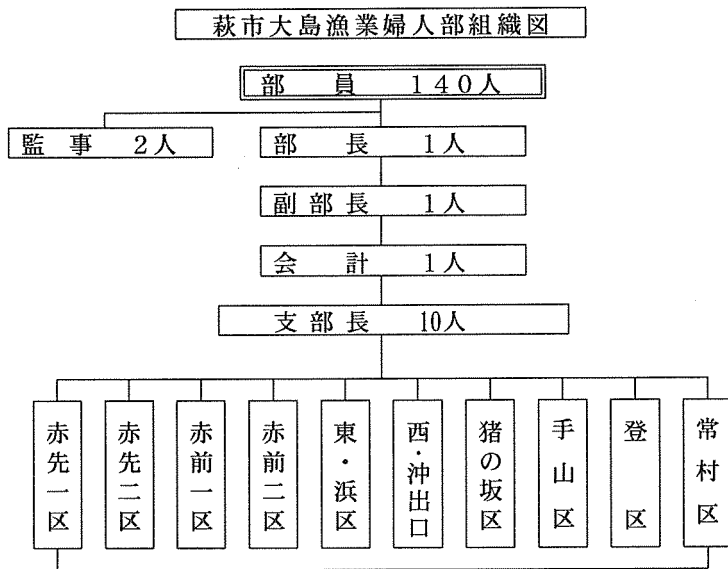 萩市大島漁業婦人部組織図
部員 140人
監事 2人
部長 1人
副部長 1人
会計 1人
支部長 10人
赤先一区
赤先二区
赤前一区
赤前二区
東・浜区
西・沖出口
猪の坂区
手山区
登区
常村区